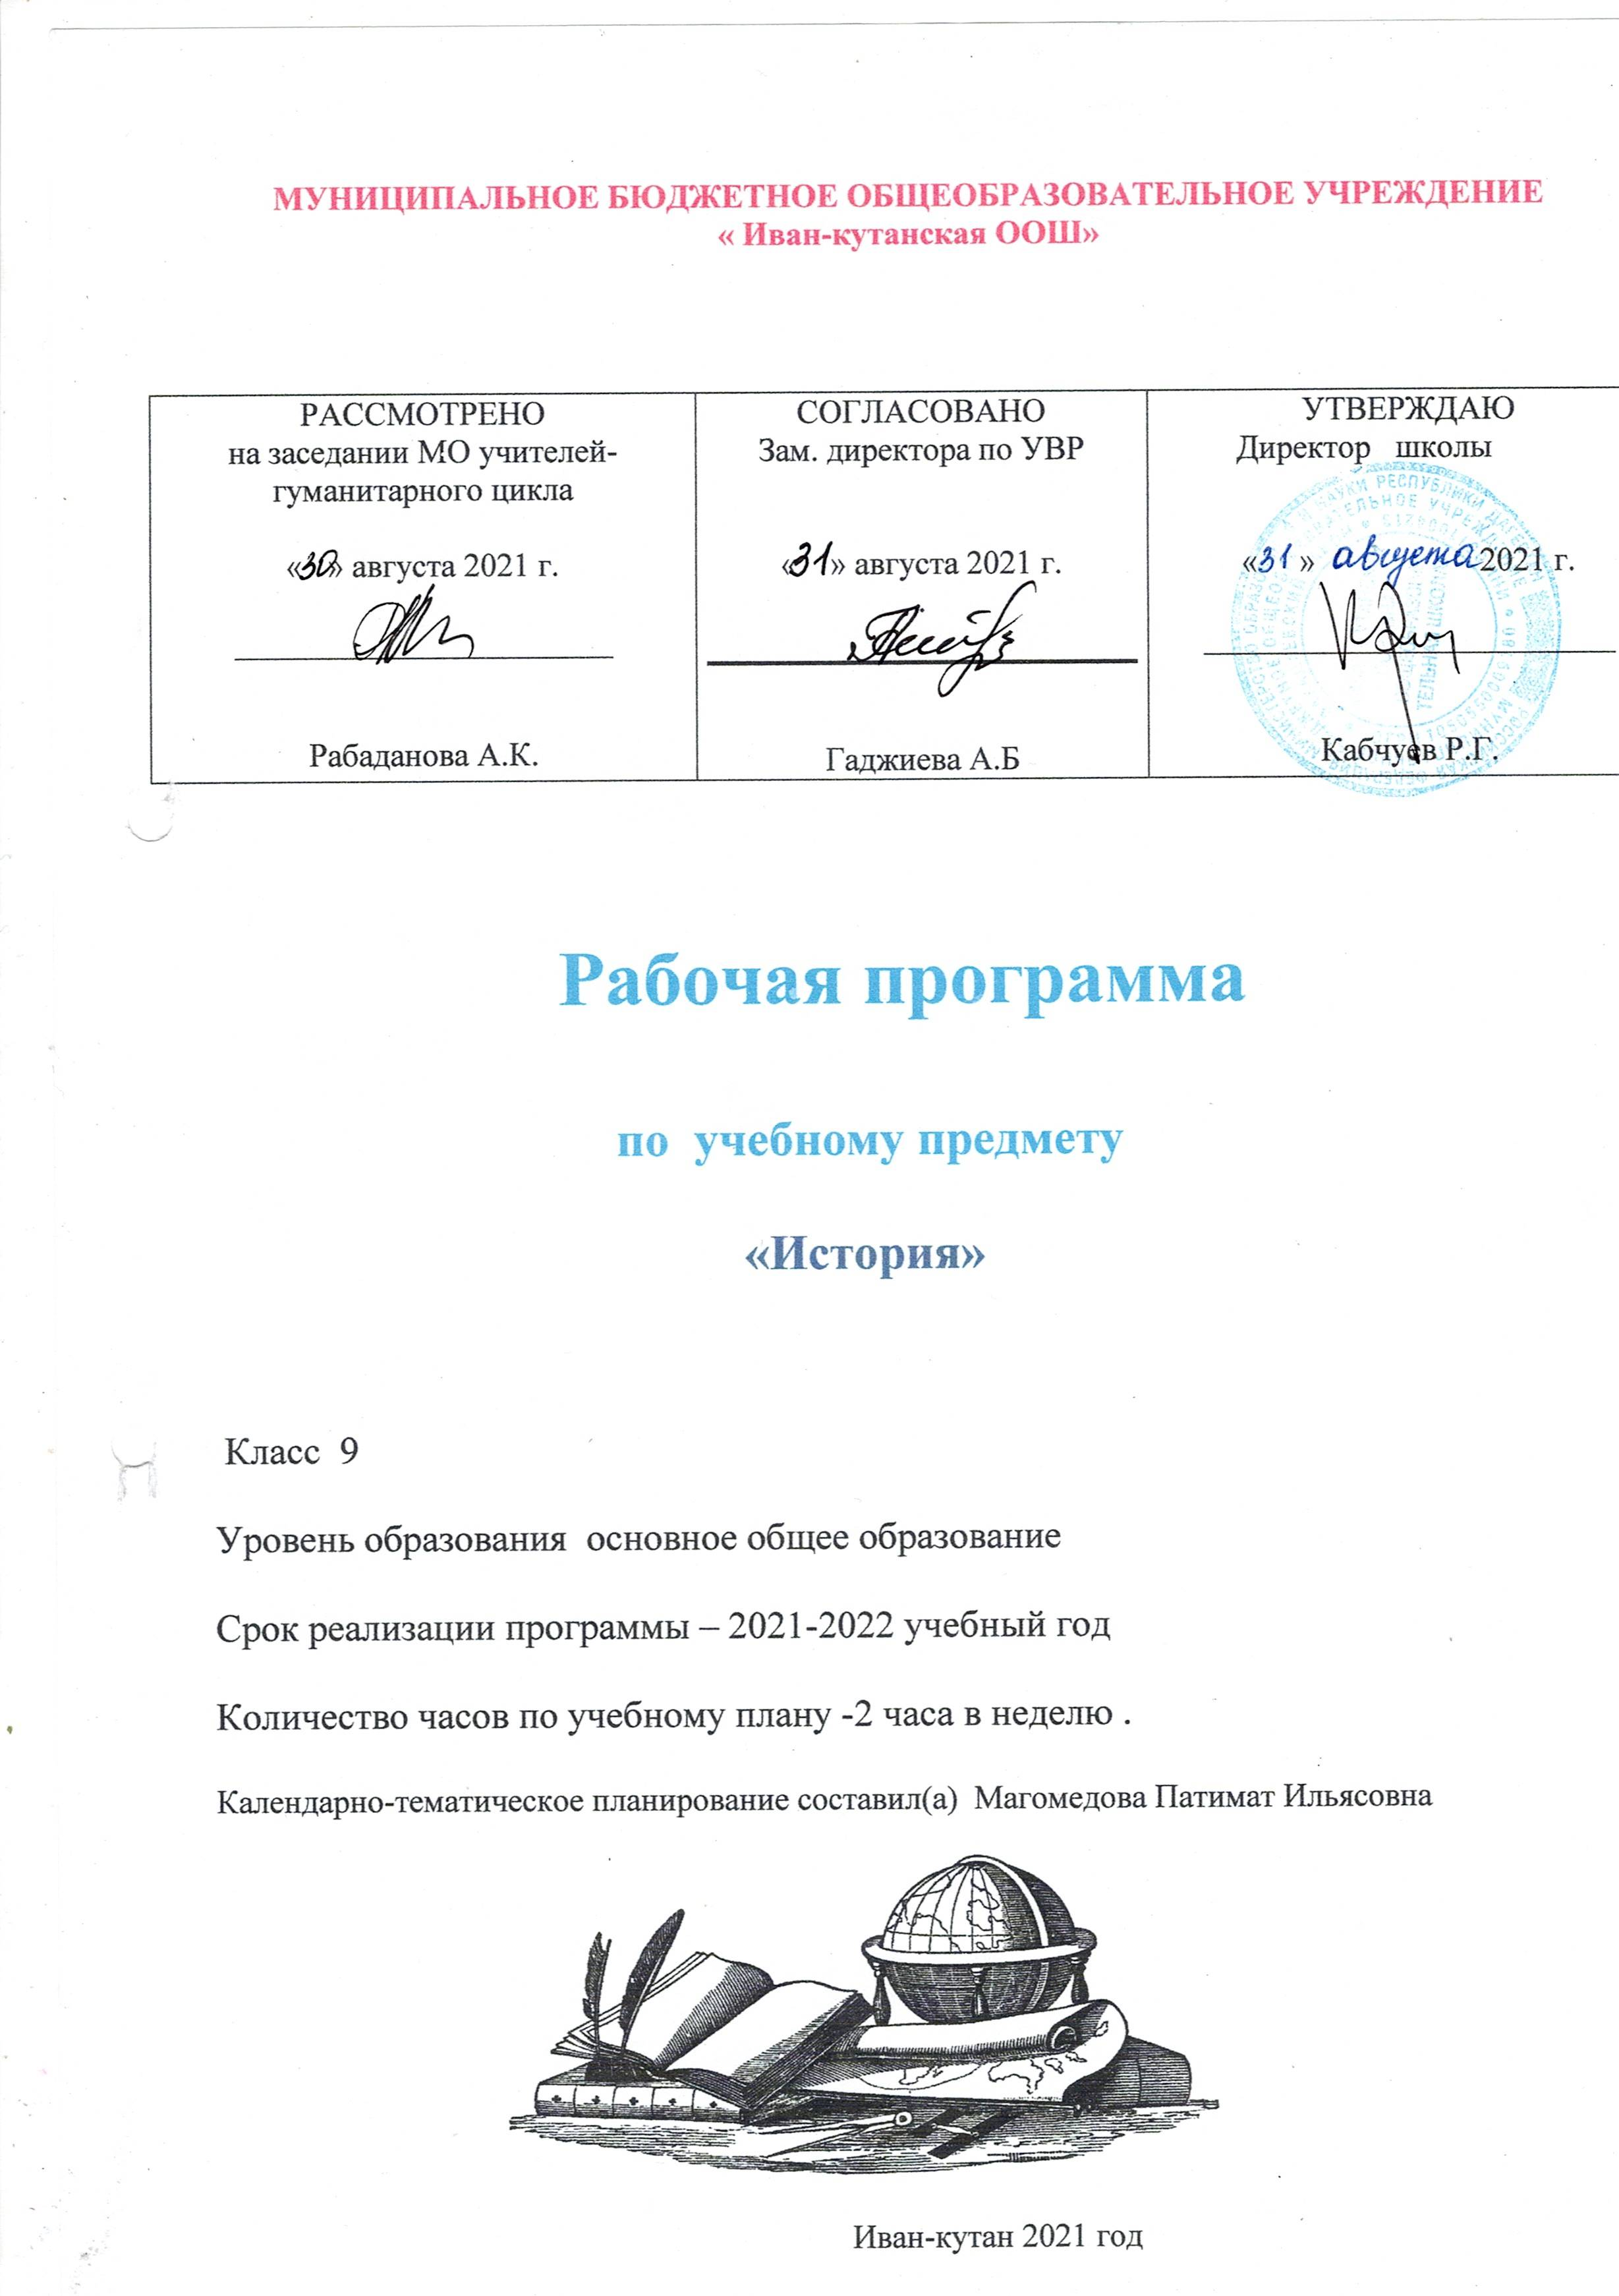 МУНИЦИПАЛЬНОЕ БЮДЖЕТНОЕ ОБЩЕОБРАЗОВАТЕЛЬНОЕ УЧРЕЖДЕНИЕ
« Иван-кутанская ООШ»
РАССМОТРЕНО
на заседании МО учителей-
гуманитарного цикла
«30» августа 2021 г.
Рабаданова А.К.
СОГЛАСОВАНО
Зам. директора по УВР
«31» августа 2021 г.
Гаджиева А.Б
УТВЕРЖДАЮ
Директор школы
«31 » августа 2021 г.
Кабчуев Р.Г.
Рабочая программа
по учебному предмету
«История»
Класс 9
Уровень образования основное общее образование
Срок реализации программы – 2021-2022 учебный год
Количество часов по учебному плану -2 часа в неделю .
Календарно-тематическое планирование составил(а) Магомедова Патимат Ильясовна
Иван-кутан 2021 год